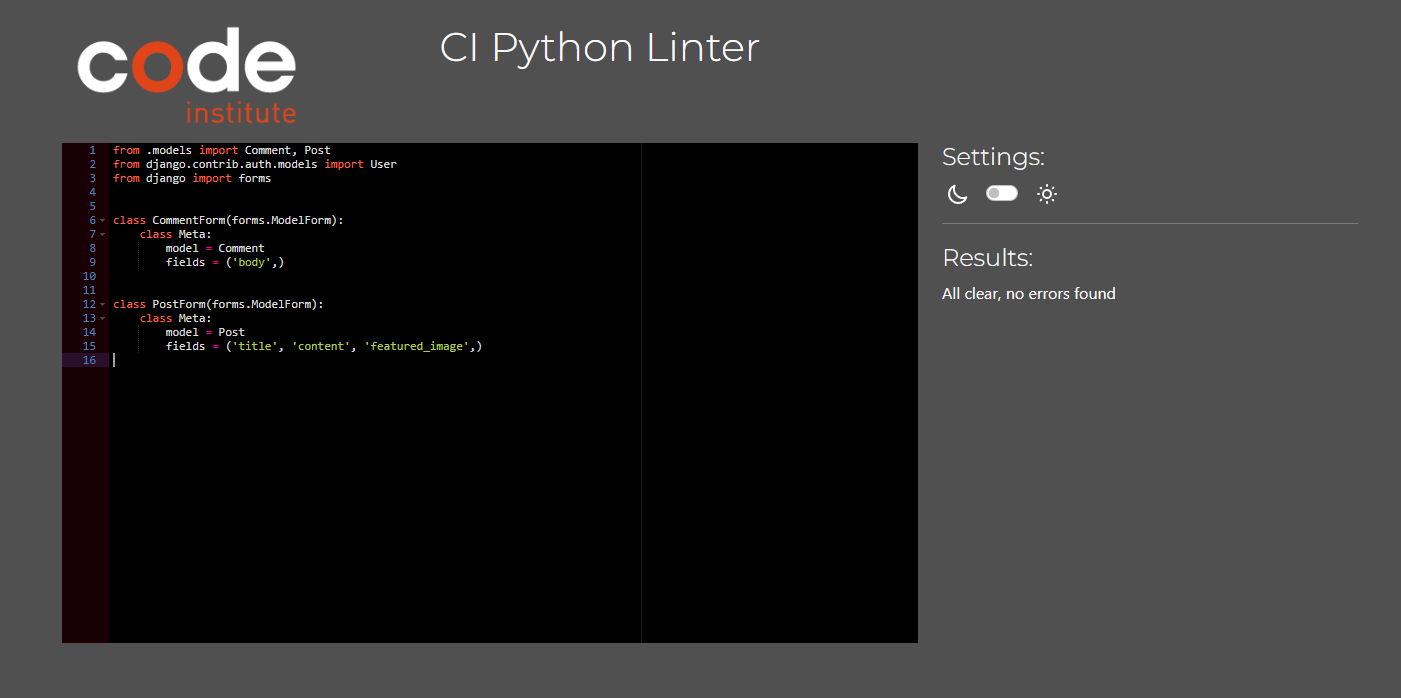 code
institute
CI Python Linter
1 from .models import Comment, Post
2 from django.contrib.auth.models import User
3 from django import forms
4
5
6 class CommentForm(forms.ModelForm):
7     class Meta:
8         model = Comment
9         fields = ('body',)
10
11
12 class PostForm(forms.ModelForm):
13     class Meta:
14         model = Post
15         fields = ('title', 'content', 'featured_image',)
16
Settings:
Results:
All clear, no errors found